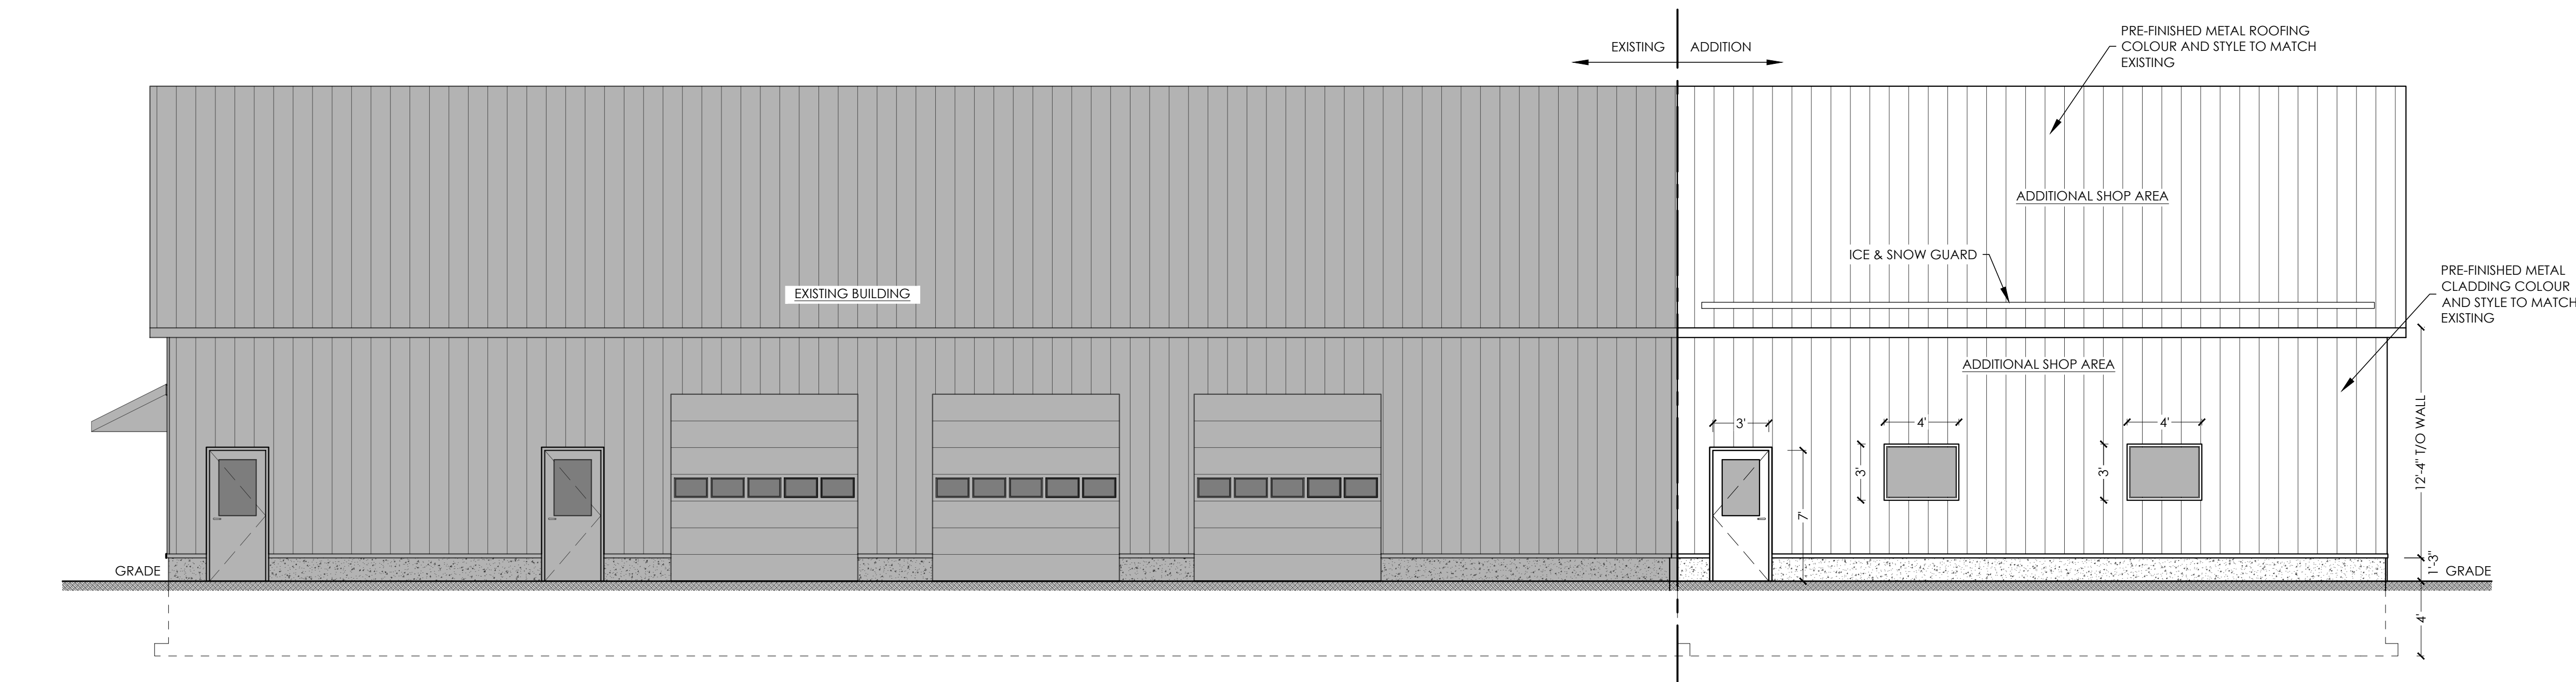 PRE-FINISHED METAL ROOFING
COLOUR AND STYLE TO MATCH
EXISTING
EXISTING
ADDITION
ADDITIONAL SHOP AREA
ICE & SNOW GUARD
EXISTING BUILDING
PRE-FINISHED METAL
CLADDING COLOUR
AND STYLE TO MATCH
EXISTING
ADDITIONAL SHOP AREA
3'
4'
4'
3'
3'
7'
12'-4" T/O WALL
1'-3"
GRADE
GRADE
4'